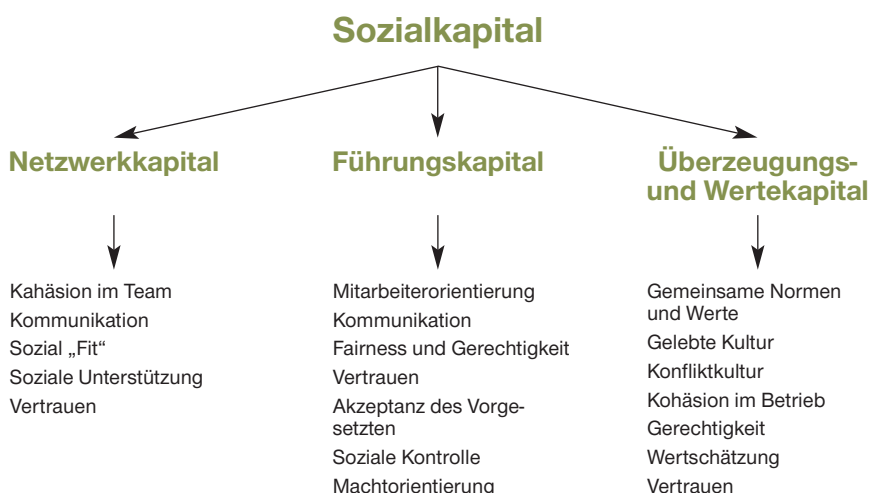 Sozialkapital
Netzwerkkapital
Kahäsion im Team
Kommunikation
Sozial „Fit“
Soziale Unterstützung
Vertrauen
Führungskapital
Mitarbeiterorientierung
Kommunikation
Fairness und Gerechtigkeit
Vertrauen
Akzeptanz des Vorge-
setzten
Soziale Kontrolle
Machtorientierung
Überzeugungs-
und Wertekapital
Gemeinsame Normen
und Werte
Gelebte Kultur
Konfliktkultur
Kohäsion im Betrieb
Gerechtigkeit
Wertschätzung
Vertrauen